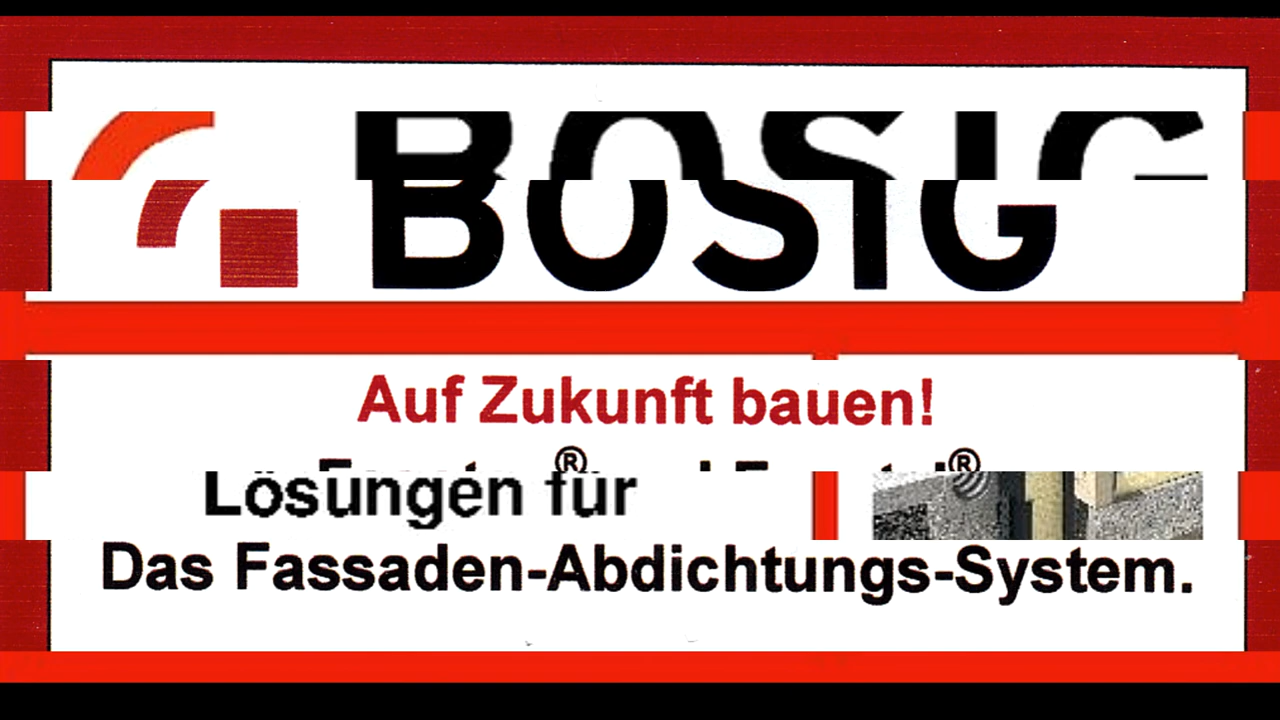 BOSIG
Auf Zukunft bauen!
® ®
Lösungen für
Das Fassaden-Abdichtungs-System.